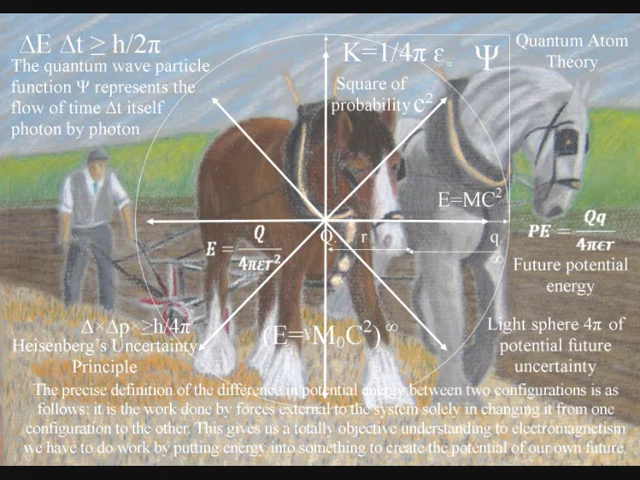 ΔE Δt ≥ h/2π
The quantum wave particle
function Ψ represents the
flow of time Δt itself
photon by photon
K=1/4π ε。 Ψ
Square of
probability c²
Quantum Atom
Theory
E=MC²
E = Q/4πεr²
Q. r q.
∞
PE = Qq/4πεr
Future potential
energy
Δ×Δp×≥h/4π
Heisenberg's Uncertainty
Principle
(E=γM₀C²)∞
Light sphere 4π of
potential future
uncertainty
The precise definition of the difference in potential energy between two configurations is as
follows: it is the work done by forces external to the system solely in changing it from one
configuration to the other. This gives us a totally objective understanding to electromagnetism
we have to do work by putting energy into something to create the potential of our own future.